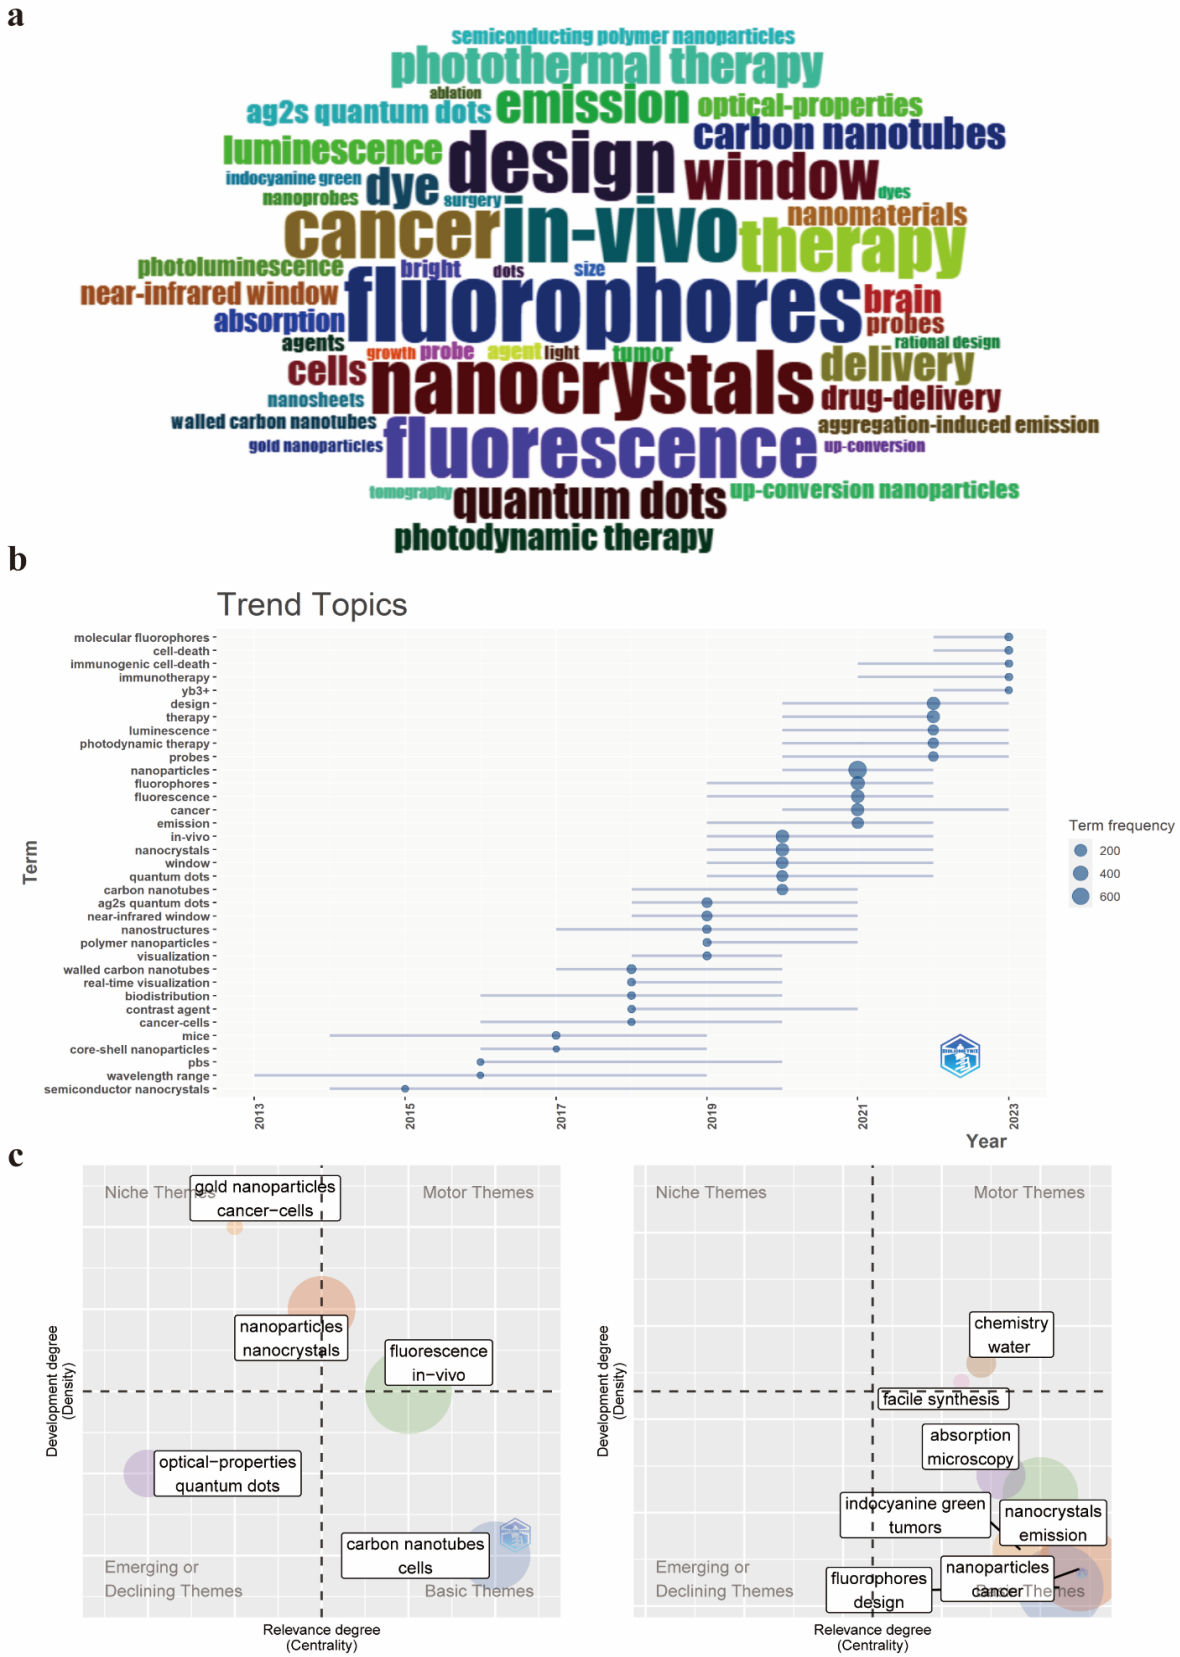 a
semiconducting polymer nanoparticles
photothermal therapy
ablation
ag2s quantum dots emission optical-properties
carbon nanotubes
luminescence design window
indocyanine green dye dyes
nanoprobes surgery
nanomaterials
cancer in-vivo therapy
photoluminescence bright dots size
near-infrared window fluorophores brain
absorption probes
agents rational design
growth probe agent light tumor
cells nanocrystals delivery
nanosheets drug-delivery
walled carbon nanotubes aggregation-induced emission
gold nanoparticles fluorescence up-conversion
tomography quantum dots up-conversion nanoparticles
photodynamic therapy
b
Trend Topics
molecular fluorophores
cell-death
immunogenic cell-death
immunotherapy
yb3+
design
therapy
luminescence
photodynamic therapy
probes
nanoparticles
fluorophores
fluorescence
cancer
emission
in-vivo
nanocrystals
window
quantum dots
carbon nanotubes
ag2s quantum dots
near-infrared window
nanostructures
polymer nanoparticles
visualization
walled carbon nanotubes
real-time visualization
biodistribution
contrast agent
cancer-cells
mice
core-shell nanoparticles
pbs
wavelength range
semiconductor nanocrystals
Term
Term frequency
200
400
600
2013
2015
2017
2019
2021
2023
Year
c
Niche Themes
Motor Themes
gold nanoparticles
cancer-cells
nanoparticles
nanocrystals
fluorescence
in-vivo
optical-properties
quantum dots
carbon nanotubes
cells
Emerging or
Declining Themes
Basic Themes
Development degree
(Density)
Relevance degree
(Centrality)
Niche Themes
Motor Themes
chemistry
water
facile synthesis
absorption
microscopy
indocyanine green
tumors
nanocrystals
emission
nanoparticles
cancer
fluorophores
design
Emerging or
Declining Themes
Basic Themes
Development degree
(Density)
Relevance degree
(Centrality)